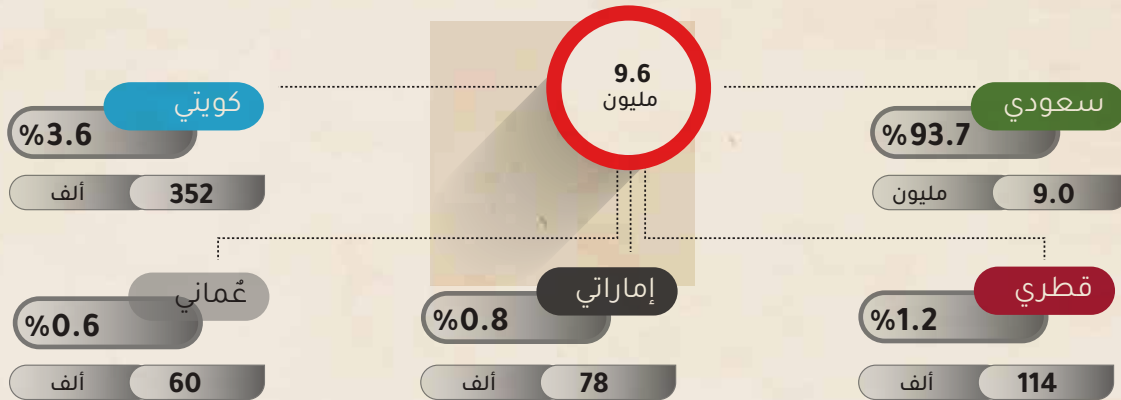 9.6
مليون
سعودي
%93.7
9.0 مليون
كويتي
%3.6
352 ألف
قطري
%1.2
114 ألف
إماراتي
%0.8
78 ألف
عُماني
%0.6
60 ألف